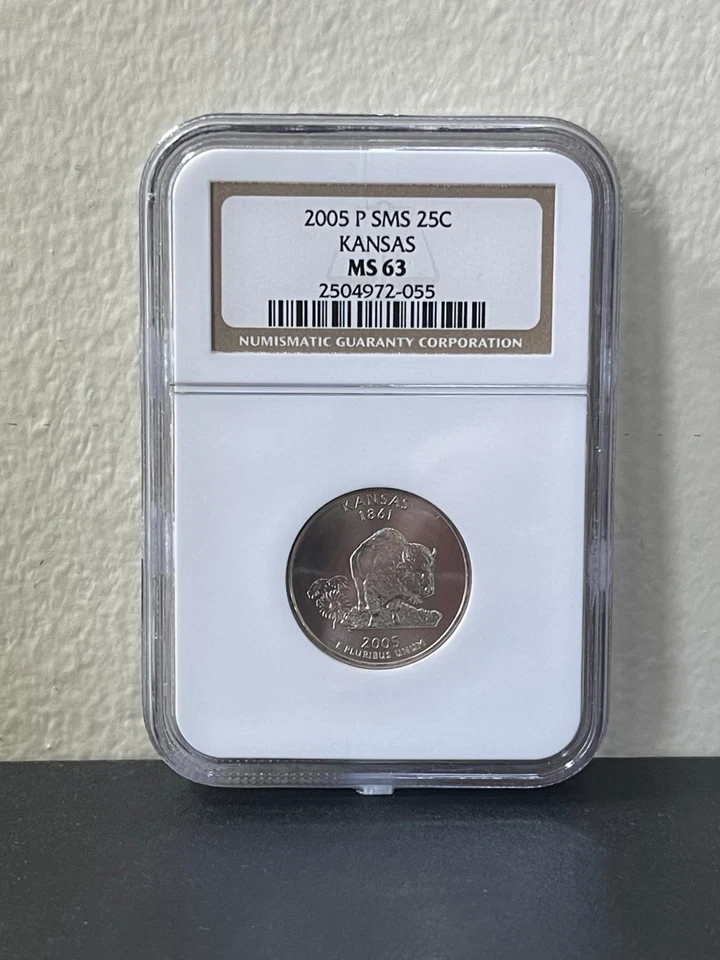 2005 P SMS 25C
KANSAS
MS 63
2504972-055
NUMISMATIC GUARANTY CORPORATION
KANSAS
1861
2005
E PLURIBUS UNUM